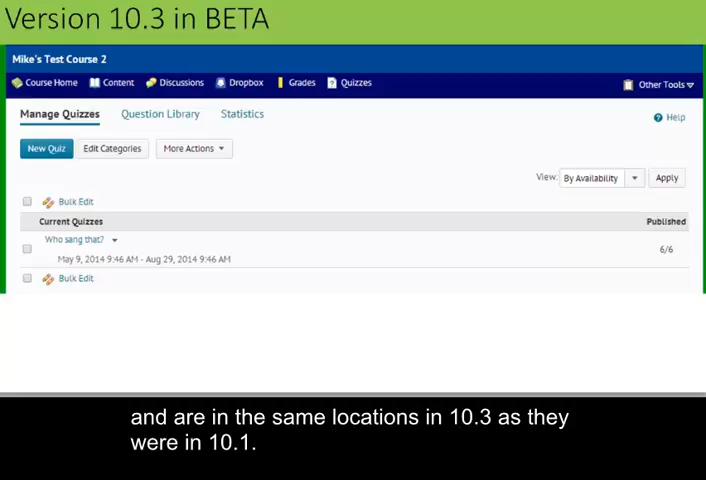 Version 10.3 in BETA
Mike's Test Course 2
Course Home Content Discussions Dropbox Grades Quizzes Other Tools
Manage Quizzes Question Library Statistics Help
New Quiz Edit Categories More Actions
View: By Availability Apply
Bulk Edit
Current Quizzes Published
Who sang that?
6/6
May 9, 2014 9:46 AM - Aug 29, 2014 9:46 AM
Bulk Edit
and are in the same locations in 10.3 as they
were in 10.1.